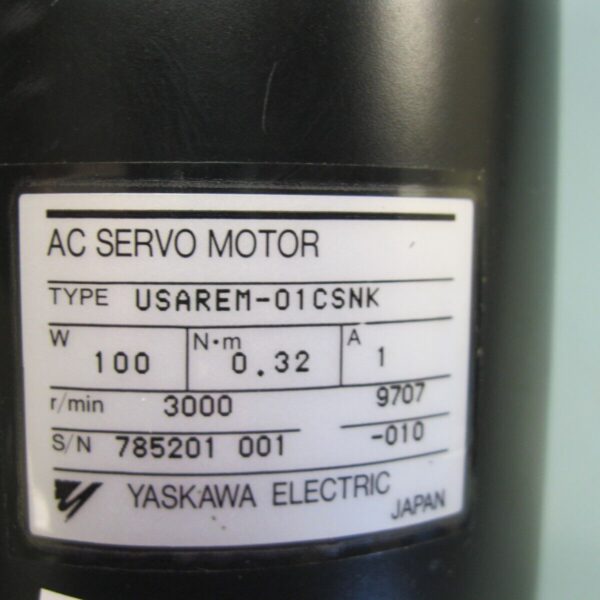 AC SERVO MOTOR
TYPE USAREM-01CSNK
W 100 N·m 0.32 A 1
r/min 3000 9707
S/N 785201 001 -010
YASKAWA ELECTRIC JAPAN